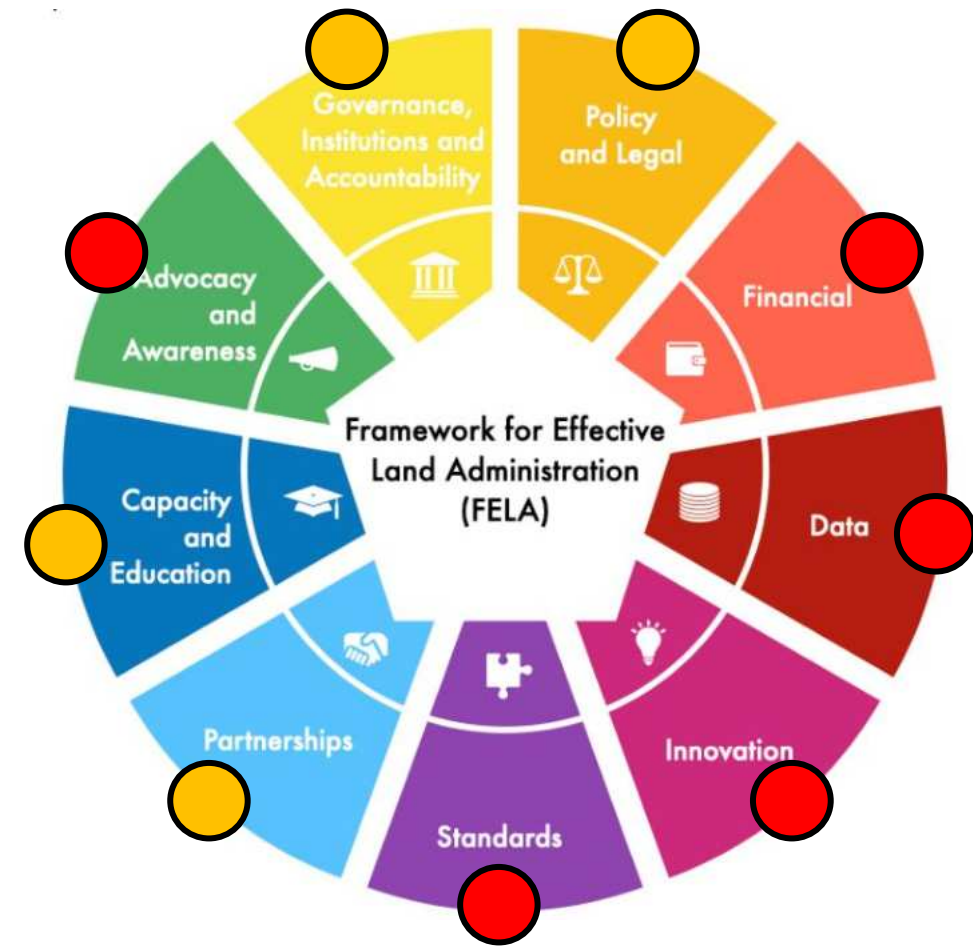 Governance,
Institutions and
Accountability
Policy
and Legal
Financial
Data
Innovation
Standards
Partnerships
Capacity
and
Education
Advocacy
and
Awareness
Framework for Effective
Land Administration
(FELA)